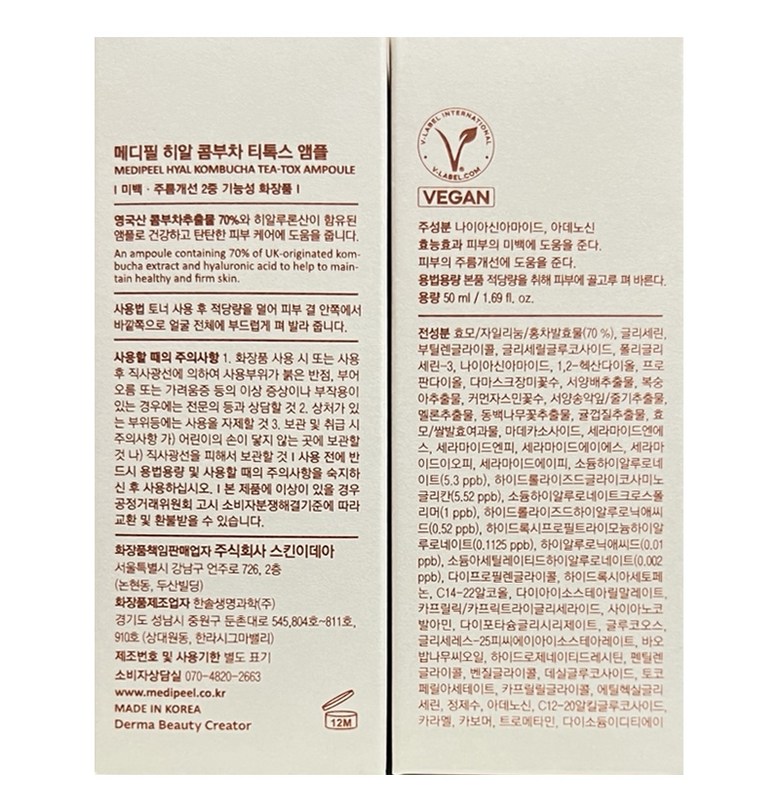 메디필 히알 콤부차 티톡스 앰플
MEDIPEEL HYAL KOMBUCHA TEA-TOX AMPOULE
I 미백 · 주름개선 2중 기능성 화장품 I
영국산 콤부차추출물 70%와 히알루론산이 함유된
앰플로 건강하고 탄탄한 피부 케어에 도움을 줍니다.
An ampoule containing 70% of UK-originated kom-
bucha extract and hyaluronic acid to help to main-
tain healthy and firm skin.
사용법 토너 사용 후 적당량을 덜어 피부 결 안쪽에서
바깥쪽으로 얼굴 전체에 부드럽게 펴 발라 줍니다.
사용할 때의 주의사항 1. 화장품 사용 시 또는 사용
후 직사광선에 의하여 사용부위가 붉은 반점, 부어
오름 또는 가려움증 등의 이상 증상이나 부작용이
있는 경우에는 전문의 등과 상담할 것 2. 상처가 있
는 부위등에는 사용을 자제할 것 3. 보관 및 취급 시
주의사항 가) 어린이의 손이 닿지 않는 곳에 보관할
것 나) 직사광선을 피해서 보관할 것 I 사용 전에 반
드시 용법용량 및 사용할 때의 주의사항을 숙지하
신 후 사용하십시오. I 본 제품에 이상이 있을 경우
공정거래위원회 고시 소비자분쟁해결기준에 따라
교환 및 환불받을 수 있습니다.
화장품책임판매업자 주식회사 스킨이데아
서울특별시 강남구 언주로 726, 2층
(논현동, 두산빌딩)
화장품제조업자 한솔생명과학(주)
경기도 성남시 중원구 둔촌대로 545,804호~811호,
910호 (상대원동, 한라시그마밸리)
제조번호 및 사용기한 별도 표기
소비자상담실 070-4820-2663
www.medipeel.co.kr
MADE IN KOREA
Derma Beauty Creator
12M
V-LABEL INTERNATIONAL
V-LABEL.COM
VEGAN
주성분 나이아신아마이드, 아데노신
효능효과 피부의 미백에 도움을 준다.
피부의 주름개선에 도움을 준다.
용법용량 본품 적당량을 취해 피부에 골고루 펴 바른다.
용량 50 ml / 1.69 fl. oz.
전성분 효모/자일리눔/홍차발효물(70 %), 글리세린,
부틸렌글라이콜, 글리세릴글루코사이드, 폴리글리
세린-3, 나이아신아마이드, 1,2-헥산다이올, 프로
판다이올, 다마스크장미꽃수, 서양배추출물, 복숭
아추출물, 커먼자스민꽃수, 서양송악잎/줄기추출물,
멜론추출물, 동백나무꽃추출물, 귤껍질추출물, 효
모/쌀발효여과물, 마데카소사이드, 세라마이드엔에
스, 세라마이드엔피, 세라마이드에이에스, 세라마
이드이오피, 세라마이드에이피, 소듐하이알루로네
이트(5.3 ppb), 하이드롤라이즈드글라이코사미노
글리칸(5.52 ppb), 소듐하이알루로네이트크로스폴
리머(1 ppb), 하이드롤라이즈드하이알루로닉애씨
드(0.52 ppb), 하이드록시프로필트라이모늄하이알
루로네이트(0.1125 ppb), 하이알루로닉애씨드(0.01
ppb), 소듐아세틸레이티드하이알루로네이트(0.002
ppb), 다이프로필렌글라이콜, 하이드록시아세토페
논, C14-22알코올, 다이아이소스테아릴말레이트,
카프릴릭/카프릭트라이글리세라이드, 사이아노코
발아민, 다이포타슘글리시리제이트, 글루코오스,
글리세레스-25피씨에이아이소스테아레이트, 바오
밥나무씨오일, 하이드로제네이티드레시틴, 펜틸렌
글라이콜, 벤질글라이콜, 데실글루코사이드, 토코
페릴아세테이트, 카프릴릴글라이콜, 에틸헥실글리
세린, 정제수, 아데노신, C12-20알킬글루코사이드,
카라멜, 카보머, 트로메타민, 다이소듐이디티에이